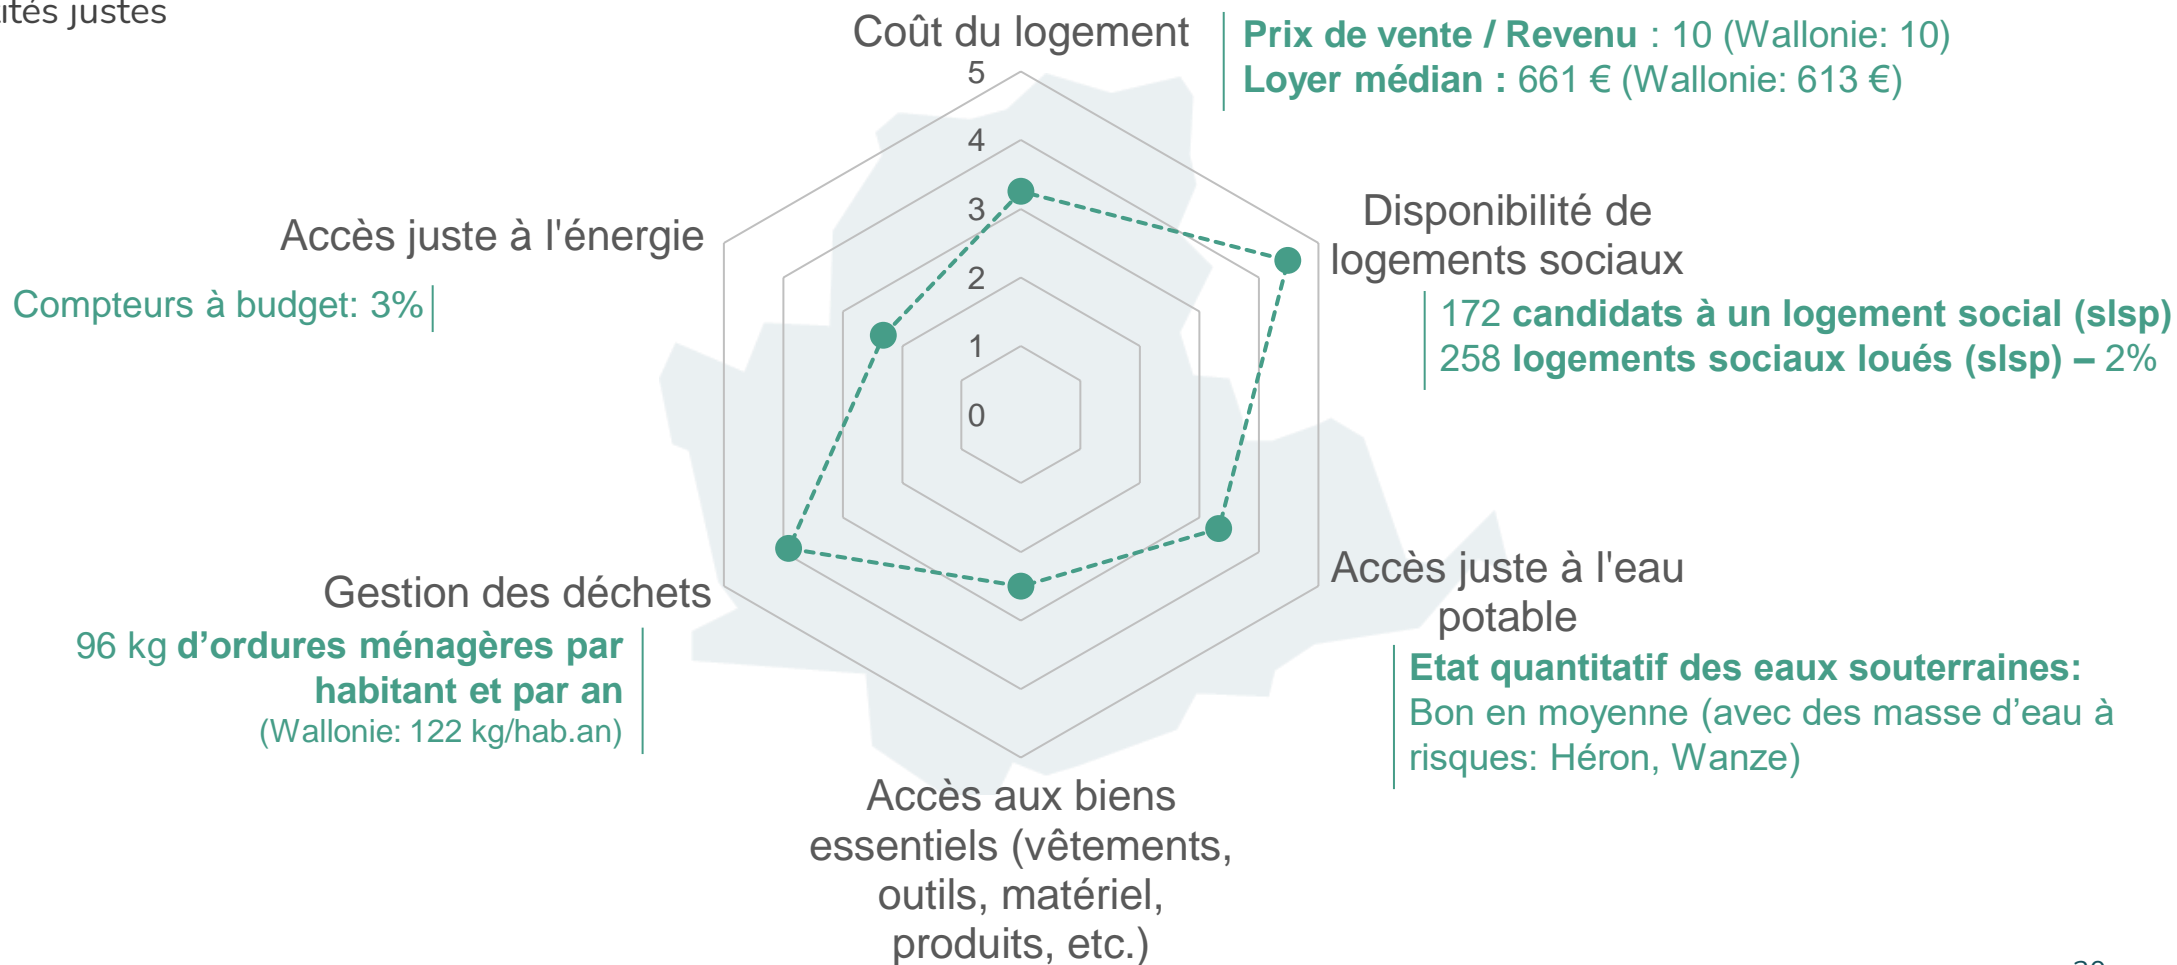 justes
Coût du logement
Prix de vente / Revenu : 10 (Wallonie: 10)
Loyer médian : 661 € (Wallonie: 613 €)
5
4
3
2
1
0
Disponibilité de
logements sociaux
172 candidats à un logement social (slsp)
258 logements sociaux loués (slsp) – 2%
Accès juste à l'énergie
Compteurs à budget: 3%
Accès juste à l'eau
potable
Etat quantitatif des eaux souterraines:
Bon en moyenne (avec des masse d’eau à
risques: Héron, Wanze)
Gestion des déchets
96 kg d’ordures ménagères par
habitant et par an
(Wallonie: 122 kg/hab.an)
Accès aux biens
essentiels (vêtements,
outils, matériel,
produits, etc.)